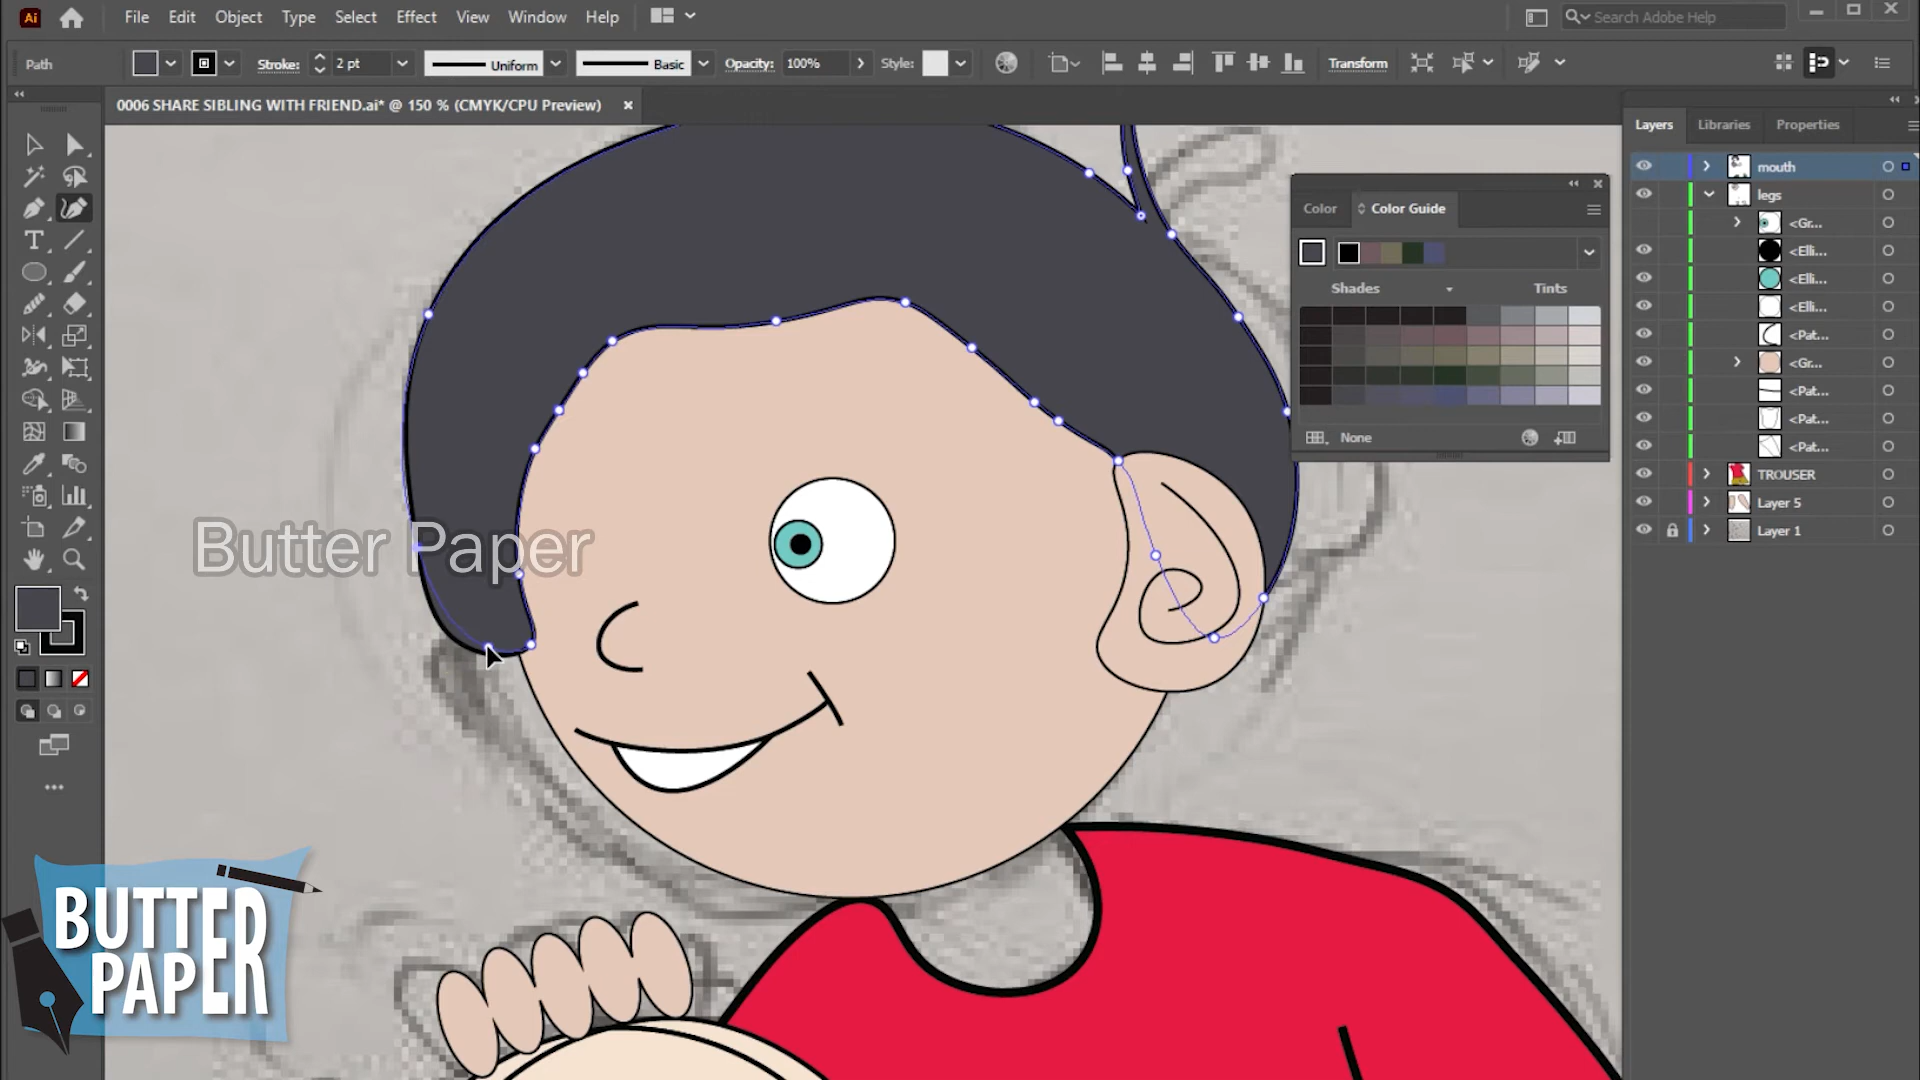 Ai File Edit Object Type Select Effect View Window Help Search Adobe Help
Path Stroke: 2 pt Uniform Basic Opacity: 100% Style: Transform
0006 SHARE SIBLING WITH FRIEND.ai* @ 150 % (CMYK/CPU Preview)
Layers Libraries Properties
mouth
legs
<Gr...
<Elli...
<Elli...
<Elli...
<Pat...
<Gr...
<Pat...
<Pat...
<Pat...
TROUSER
Layer 5
Layer 1
Color Color Guide
Shades Tints
None
Butter Paper
BUTTER
PAPER